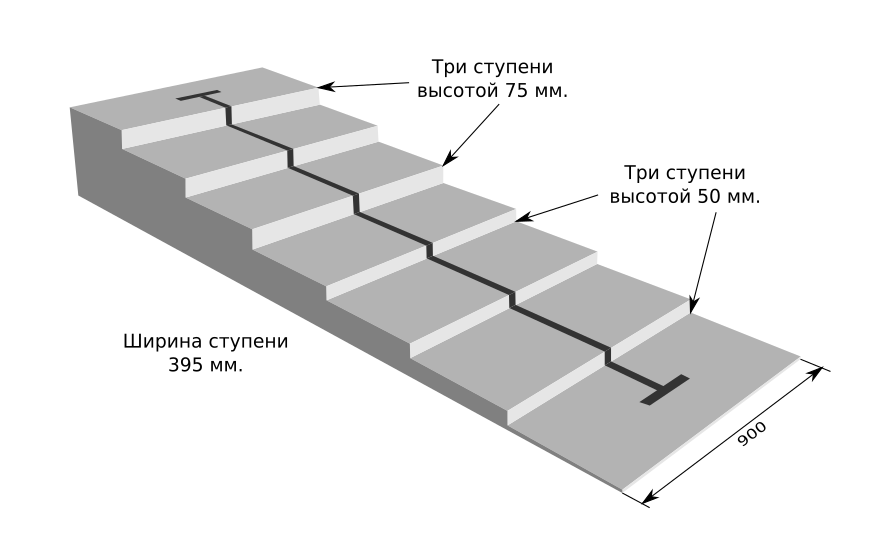 Три ступени
высотой 75 мм.
Три ступени
высотой 50 мм.
Ширина ступени
395 мм.
900